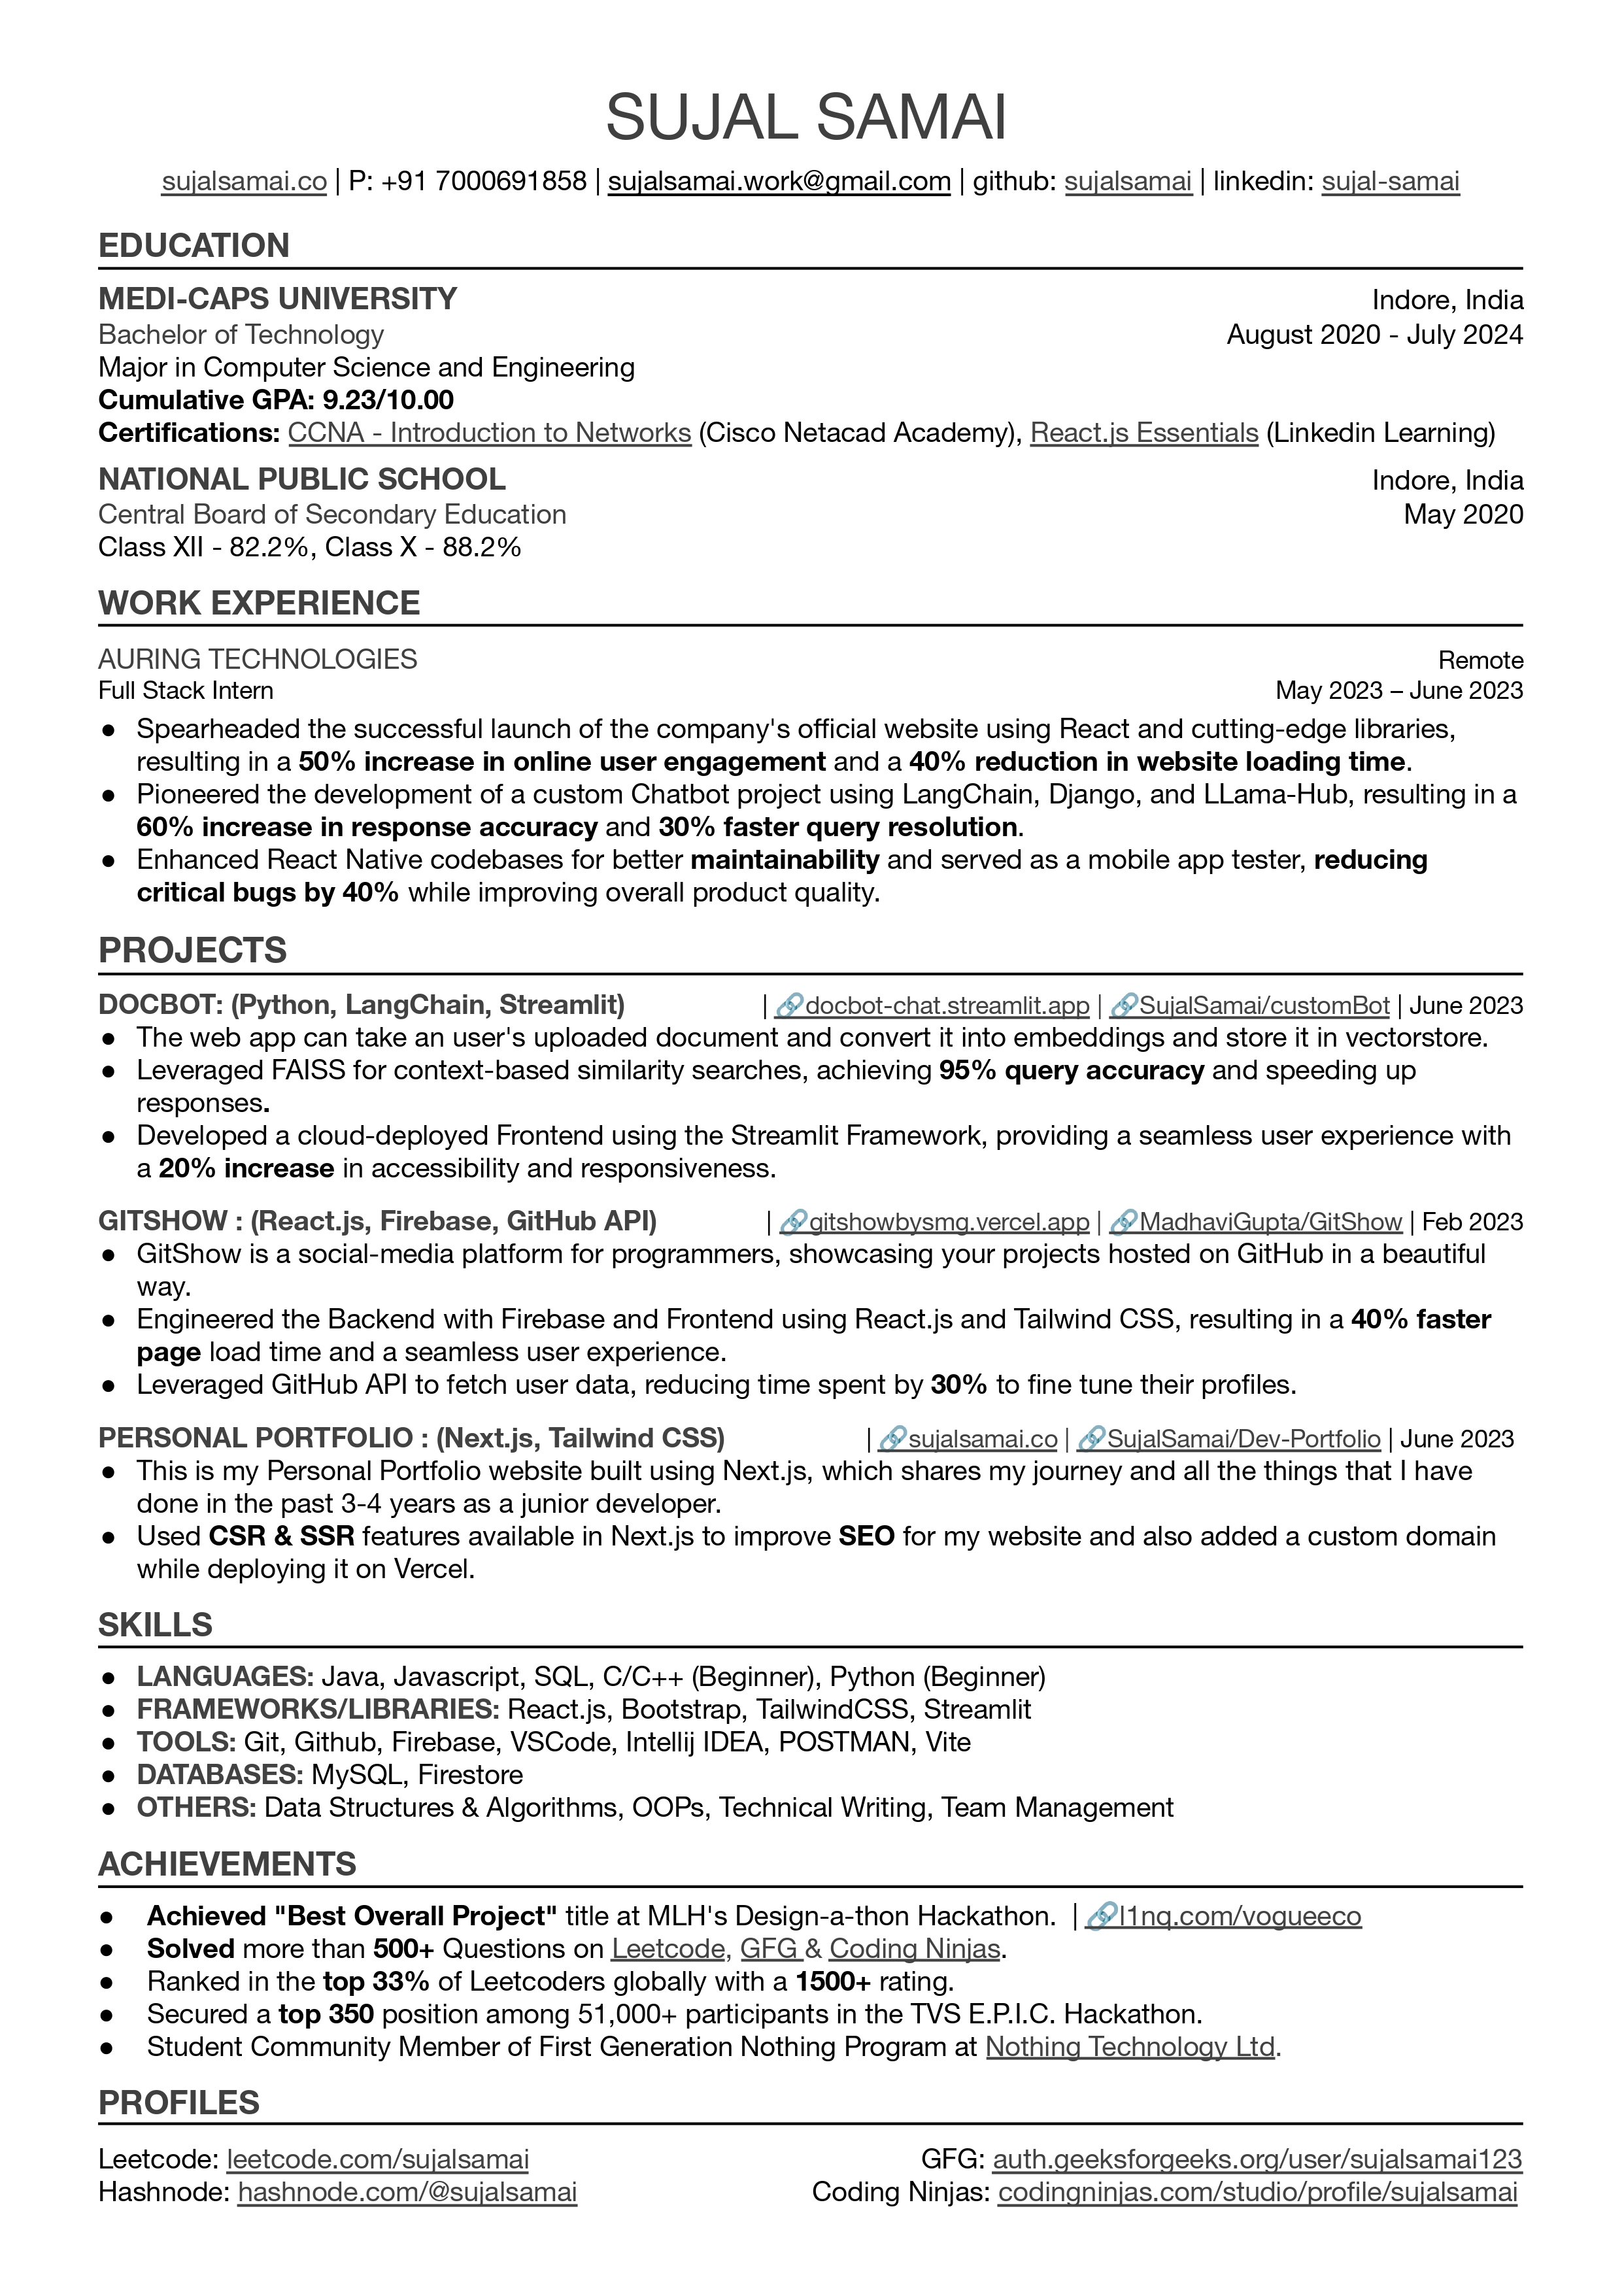 SUJAL SAMAI
sujalsamai.co | P: +91 7000691858 | sujalsamai.work@gmail.com | github: sujalsamai | linkedin: sujal-samai
EDUCATION
MEDI-CAPS UNIVERSITY Indore, India
Bachelor of Technology August 2020 - July 2024
Major in Computer Science and Engineering
Cumulative GPA: 9.23/10.00
Certifications: CCNA - Introduction to Networks (Cisco Netacad Academy), React.js Essentials (Linkedin Learning)
NATIONAL PUBLIC SCHOOL Indore, India
Central Board of Secondary Education May 2020
Class XII - 82.2%, Class X - 88.2%
WORK EXPERIENCE
AURING TECHNOLOGIES Remote
Full Stack Intern May 2023 – June 2023
● Spearheaded the successful launch of the company's official website using React and cutting-edge libraries,
resulting in a 50% increase in online user engagement and a 40% reduction in website loading time.
● Pioneered the development of a custom Chatbot project using LangChain, Django, and LLama-Hub, resulting in a
60% increase in response accuracy and 30% faster query resolution.
● Enhanced React Native codebases for better maintainability and served as a mobile app tester, reducing
critical bugs by 40% while improving overall product quality.
PROJECTS
DOCBOT: (Python, LangChain, Streamlit) | 🔗docbot-chat.streamlit.app | 🔗SujalSamai/customBot | June 2023
● The web app can take an user's uploaded document and convert it into embeddings and store it in vectorstore.
● Leveraged FAISS for context-based similarity searches, achieving 95% query accuracy and speeding up
responses.
● Developed a cloud-deployed Frontend using the Streamlit Framework, providing a seamless user experience with
a 20% increase in accessibility and responsiveness.
GITSHOW : (React.js, Firebase, GitHub API) | 🔗gitshowbysmg.vercel.app | 🔗MadhaviGupta/GitShow | Feb 2023
● GitShow is a social-media platform for programmers, showcasing your projects hosted on GitHub in a beautiful
way.
● Engineered the Backend with Firebase and Frontend using React.js and Tailwind CSS, resulting in a 40% faster
page load time and a seamless user experience.
● Leveraged GitHub API to fetch user data, reducing time spent by 30% to fine tune their profiles.
PERSONAL PORTFOLIO : (Next.js, Tailwind CSS) | 🔗sujalsamai.co | 🔗SujalSamai/Dev-Portfolio | June 2023
● This is my Personal Portfolio website built using Next.js, which shares my journey and all the things that I have
done in the past 3-4 years as a junior developer.
● Used CSR & SSR features available in Next.js to improve SEO for my website and also added a custom domain
while deploying it on Vercel.
SKILLS
● LANGUAGES: Java, Javascript, SQL, C/C++ (Beginner), Python (Beginner)
● FRAMEWORKS/LIBRARIES: React.js, Bootstrap, TailwindCSS, Streamlit
● TOOLS: Git, Github, Firebase, VSCode, Intellij IDEA, POSTMAN, Vite
● DATABASES: MySQL, Firestore
● OTHERS: Data Structures & Algorithms, OOPs, Technical Writing, Team Management
ACHIEVEMENTS
● Achieved "Best Overall Project" title at MLH's Design-a-thon Hackathon. | 🔗l1nq.com/vogueeco
● Solved more than 500+ Questions on Leetcode, GFG & Coding Ninjas.
● Ranked in the top 33% of Leetcoders globally with a 1500+ rating.
● Secured a top 350 position among 51,000+ participants in the TVS E.P.I.C. Hackathon.
● Student Community Member of First Generation Nothing Program at Nothing Technology Ltd.
PROFILES
Leetcode: leetcode.com/sujalsamai GFG: auth.geeksforgeeks.org/user/sujalsamai123
Hashnode: hashnode.com/@sujalsamai Coding Ninjas: codingninjas.com/studio/profile/sujalsamai